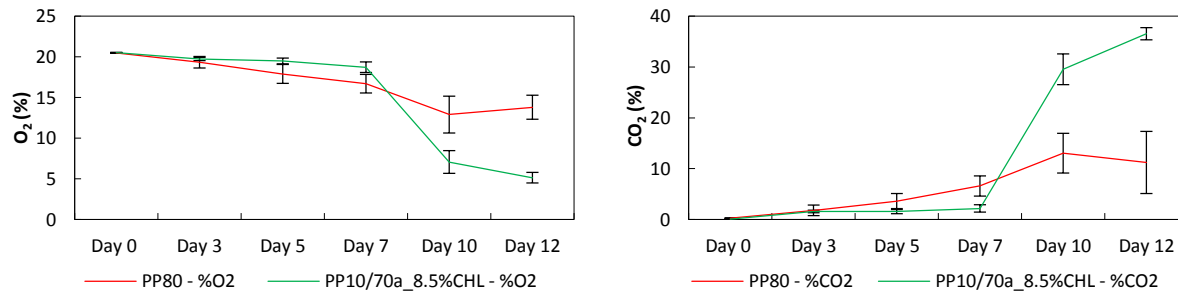 25
20
15
10
5
0
O₂ (%)
Day 0 Day 3 Day 5 Day 7 Day 10 Day 12
PP80 - %O2 PP10/70a_8.5%CHL - %O2
40
30
20
10
0
CO₂ (%)
Day 0 Day 3 Day 5 Day 7 Day 10 Day 12
PP80 - %CO2 PP10/70a_8.5%CHL - %CO2